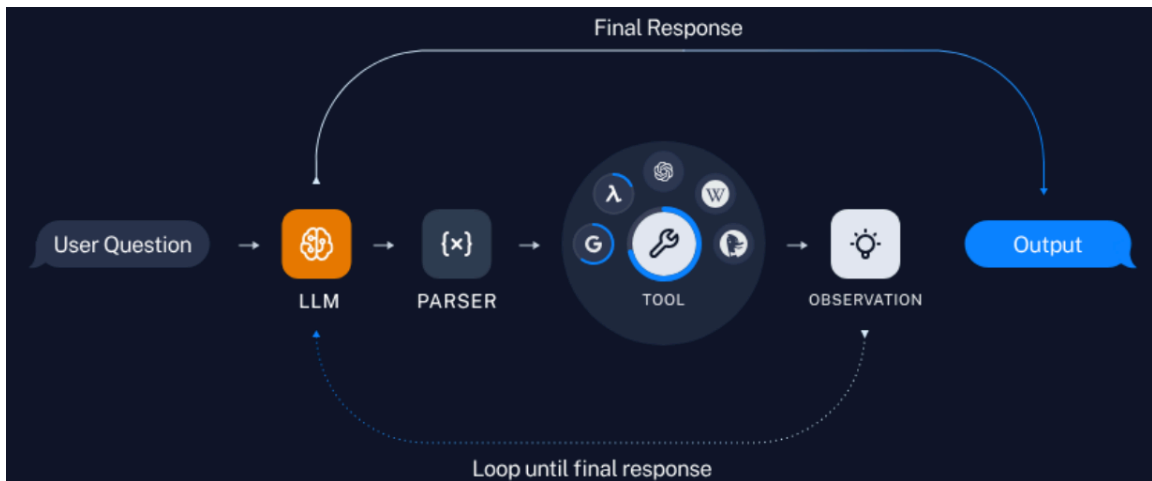 Final Response
User Question
LLM
{x}
PARSER
λ
G
W
TOOL
OBSERVATION
Output
Loop until final response